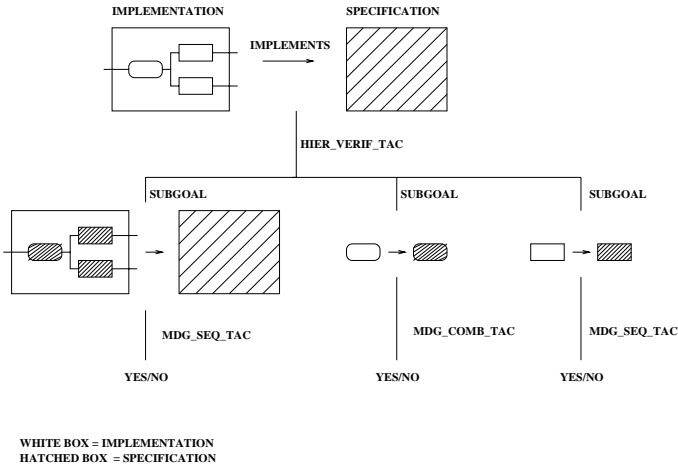 IMPLEMENTATION
SPECIFICATION
IMPLEMENTS
HIER_VERIF_TAC
SUBGOAL
SUBGOAL
SUBGOAL
MDG_SEQ_TAC
MDG_COMB_TAC
MDG_SEQ_TAC
YES/NO
YES/NO
YES/NO
WHITE BOX = IMPLEMENTATION
HATCHED BOX = SPECIFICATION